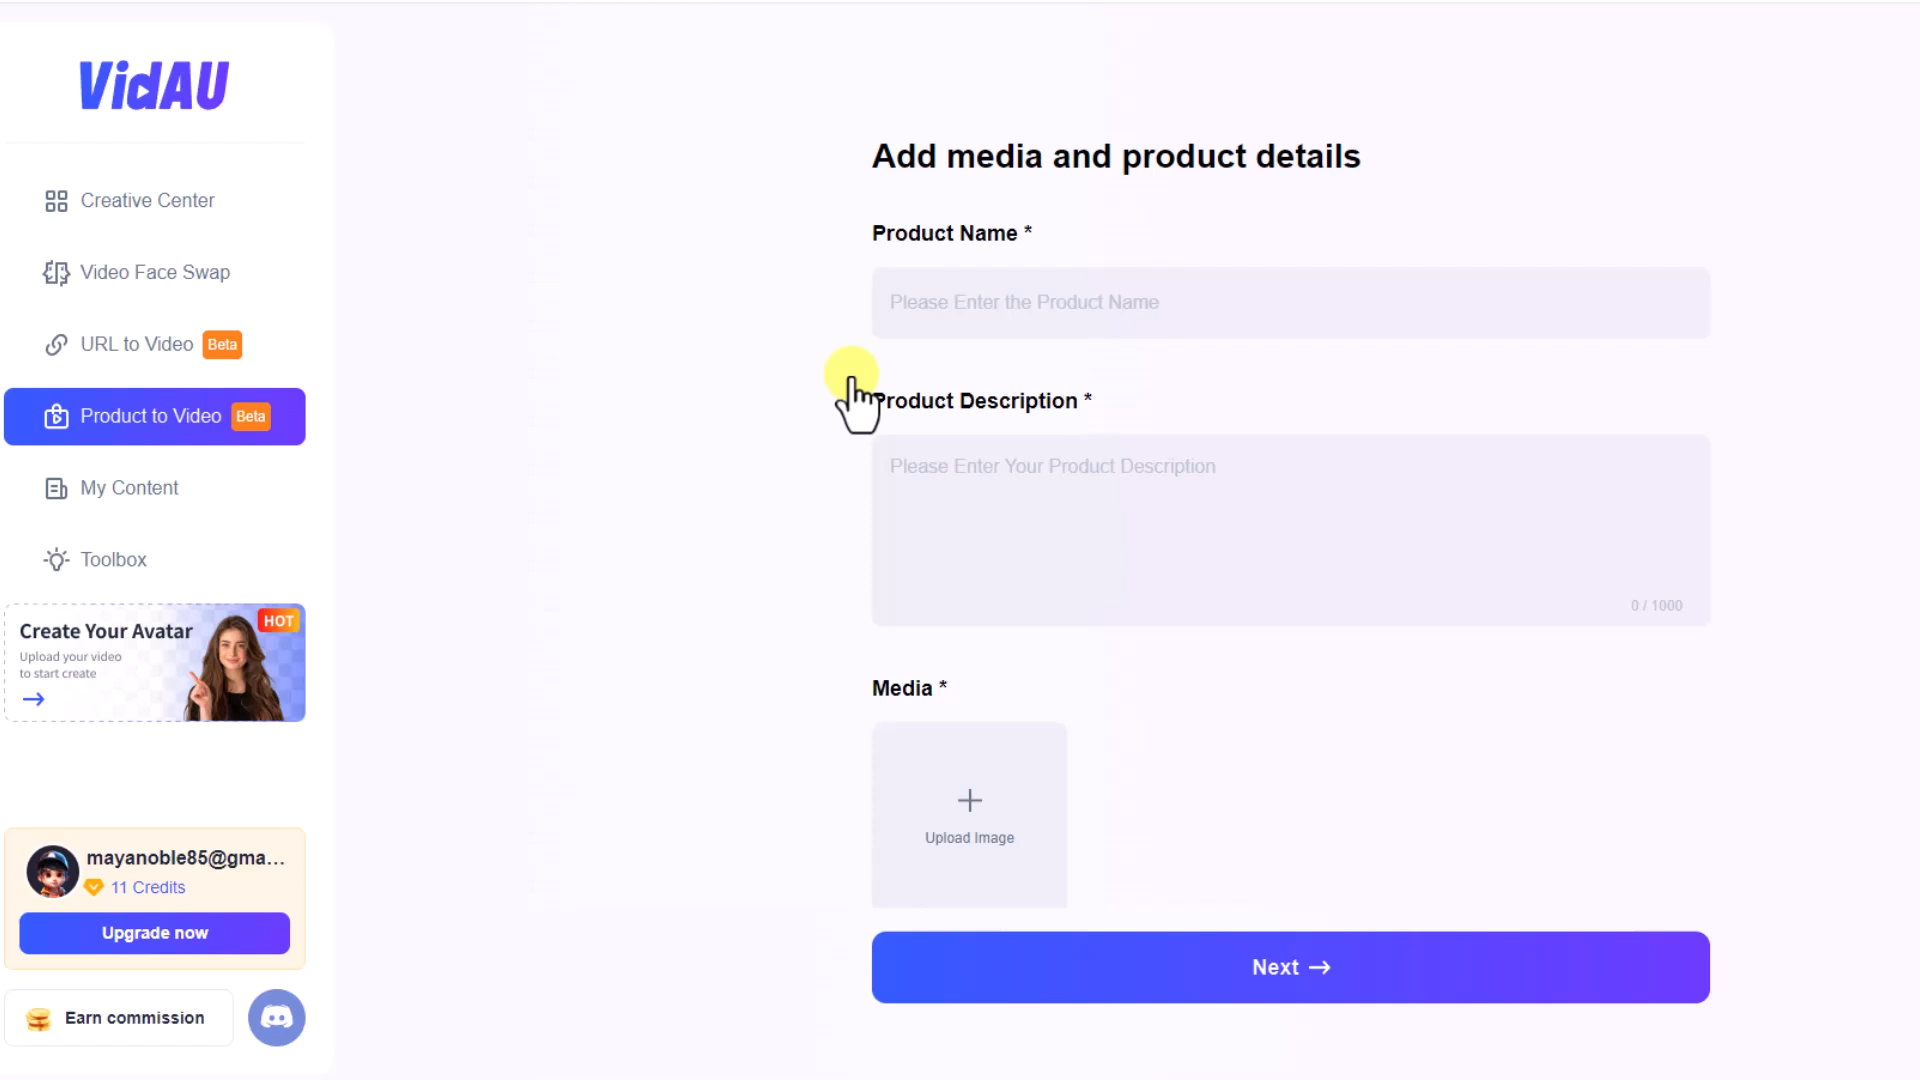 VidAU
Creative Center
Video Face Swap
URL to Video Beta
Product to Video Beta
My Content
Toolbox
HOT
Create Your Avatar
Upload your video
to start create
mayanoble85@gma...
11 Credits
Upgrade now
Earn commission
Add media and product details
Product Name *
Please Enter the Product Name
Product Description *
Please Enter Your Product Description
0 / 1000
Media *
Upload Image
Next